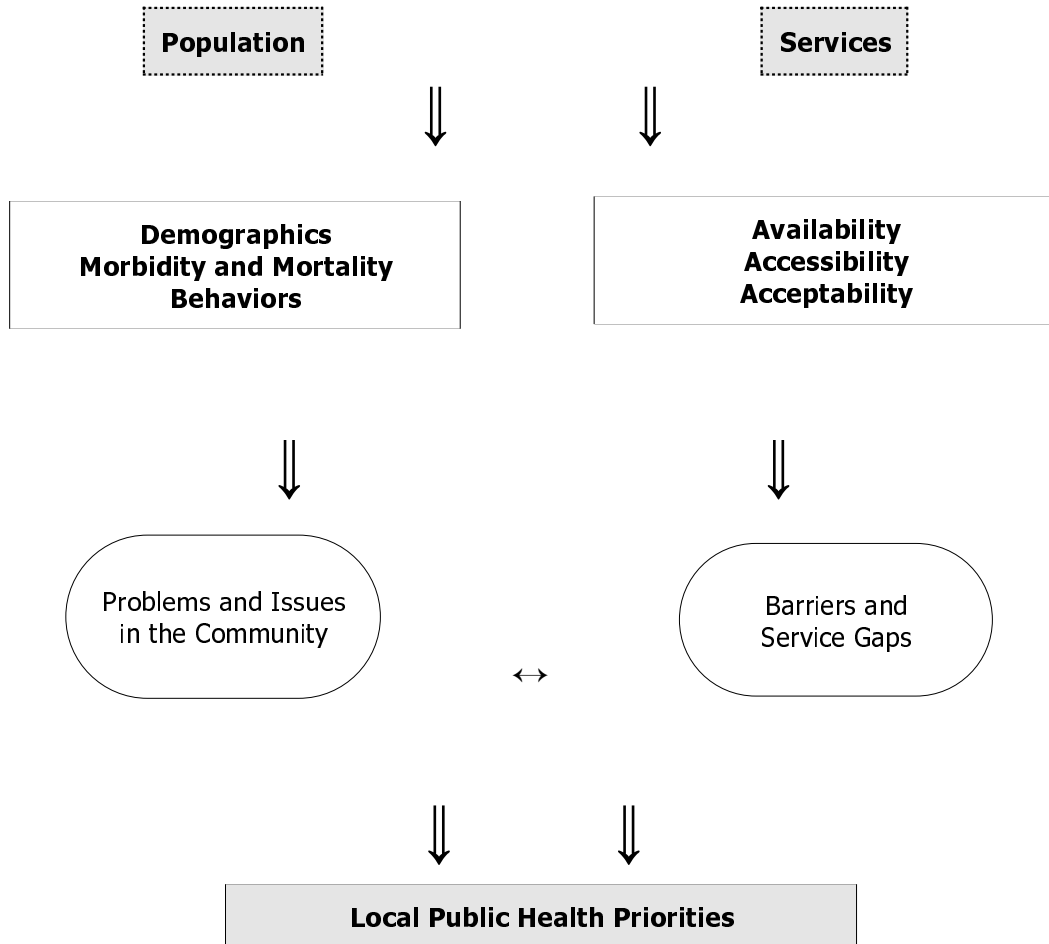 Population
Services
Demographics
Morbidity and Mortality
Behaviors
Availability
Accessibility
Acceptability
Problems and Issues
in the Community
Barriers and
Service Gaps
Local Public Health Priorities